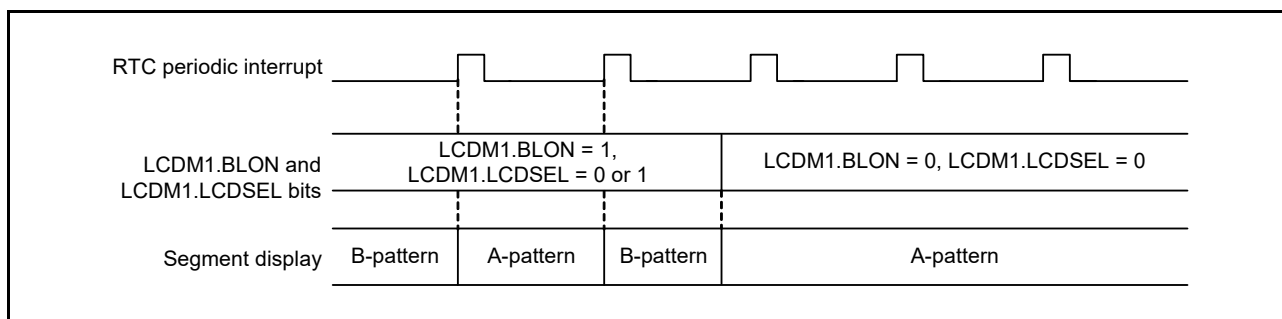 RTC periodic interrupt
LCDM1.BLON and
LCDM1.LCDSEL bits
LCDM1.BLON = 1,
LCDM1.LCDSEL = 0 or 1
LCDM1.BLON = 0, LCDM1.LCDSEL = 0
Segment display
B-pattern
A-pattern
B-pattern
A-pattern